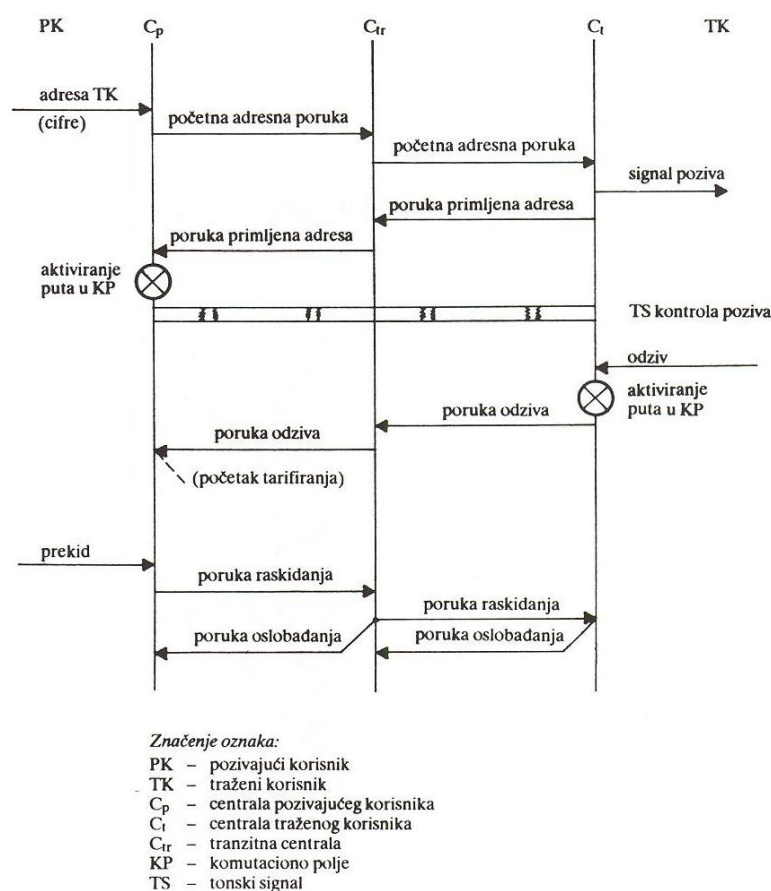 PK Cp Ctr Ct TK
adresa TK
(cifre)
početna adresna poruka
početna adresna poruka
signal poziva
poruka primljena adresa
poruka primljena adresa
aktiviranje
puta u KP
TS kontrola poziva
odziv
aktiviranje
puta u KP
poruka odziva
poruka odziva
(početak tarifiranja)
prekid
poruka raskidanja
poruka raskidanja
poruka oslobađanja
poruka oslobađanja
Značenje oznaka:
PK – pozivajući korisnik
TK – traženi korisnik
Cp – centrala pozivajućeg korisnika
Ct – centrala traženog korisnika
Ctr – tranzitna centrala
KP – komutaciono polje
TS – tonski signal